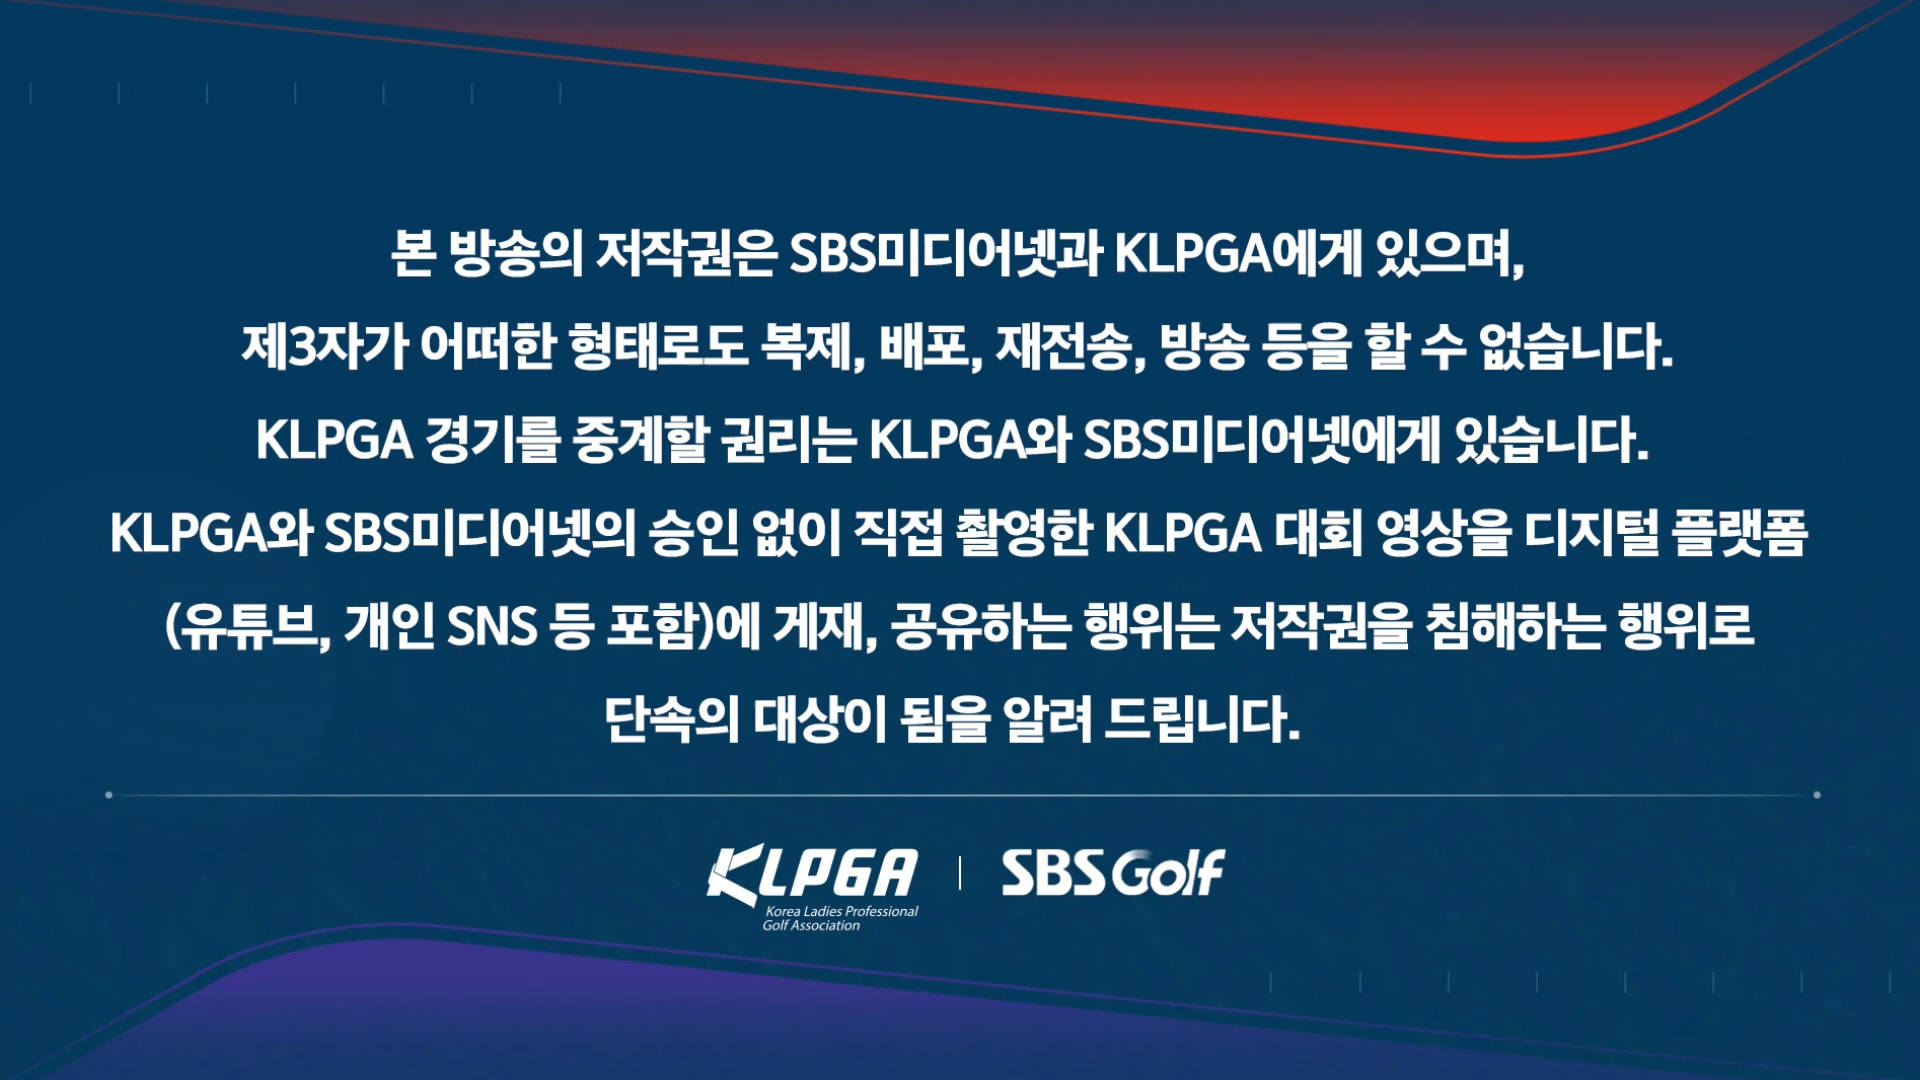 본 방송의 저작권은 SBS미디어넷과 KLPGA에게 있으며,
제3자가 어떠한 형태로도 복제, 배포, 재전송, 방송 등을 할 수 없습니다.
KLPGA 경기를 중계할 권리는 KLPGA와 SBS미디어넷에게 있습니다.
KLPGA와 SBS미디어넷의 승인 없이 직접 촬영한 KLPGA 대회 영상을 디지털 플랫폼
(유튜브, 개인 SNS 등 포함)에 게재, 공유하는 행위는 저작권을 침해하는 행위로
단속의 대상이 됨을 알려 드립니다.
KLPGA | SBS Golf
Korea Ladies Professional
Golf Association